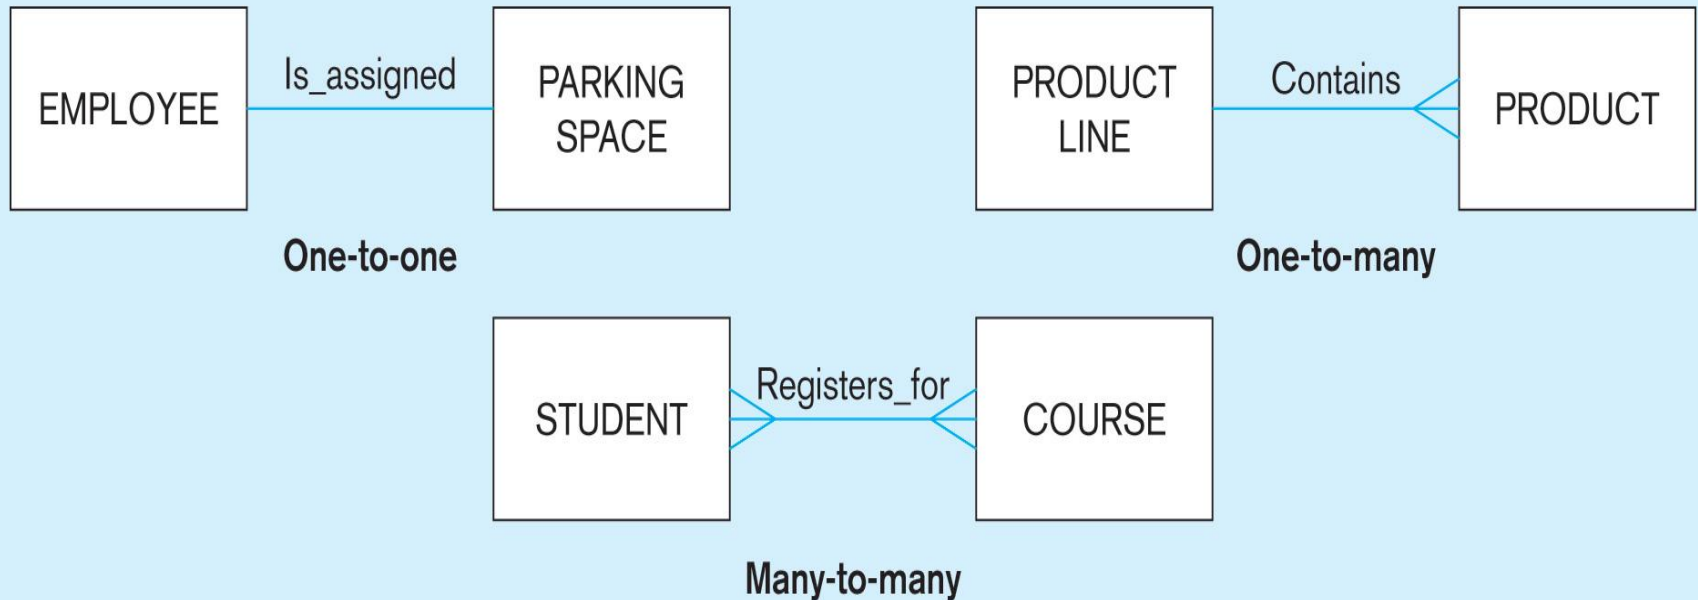 EMPLOYEE
Is_assigned
PARKING
SPACE
One-to-one
PRODUCT
LINE
Contains
PRODUCT
One-to-many
STUDENT
Registers_for
COURSE
Many-to-many